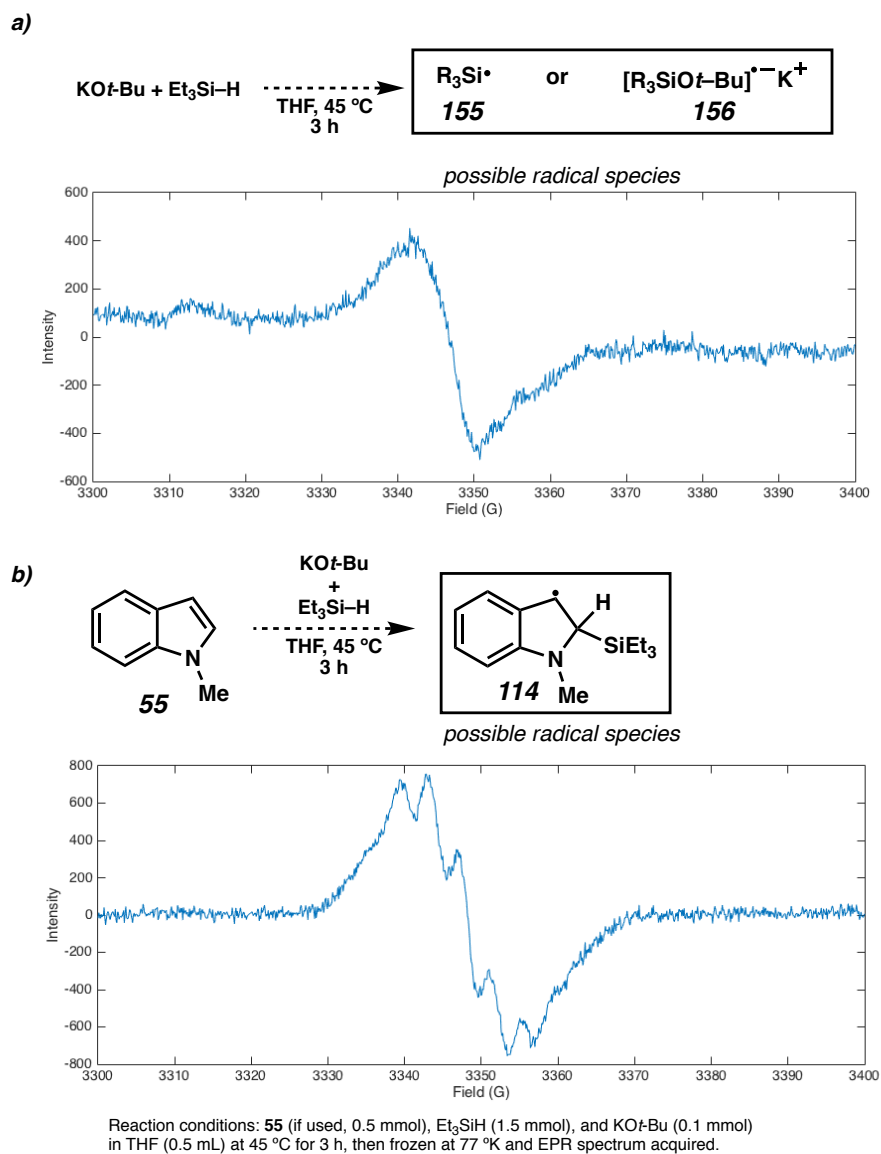 a)
KOt-Bu + Et3Si–H
THF, 45 ºC
3 h
R3Si•
or
[R3SiOt–Bu]•– K+
155
156
possible radical species
600
400
200
0
-200
-400
-600
Intensity
3300 3310 3320 3330 3340 3350 3360 3370 3380 3390 3400
Field (G)
b)
KOt-Bu
+
Et3Si–H
THF, 45 ºC
3 h
N
Me
55
•
H
SiEt3
N
Me
114
possible radical species
800
600
400
200
0
-200
-400
-600
-800
Intensity
3300 3310 3320 3330 3340 3350 3360 3370 3380 3390 3400
Field (G)
Reaction conditions: 55 (if used, 0.5 mmol), Et3SiH (1.5 mmol), and KOt-Bu (0.1 mmol)
in THF (0.5 mL) at 45 ºC for 3 h, then frozen at 77 ºK and EPR spectrum acquired.